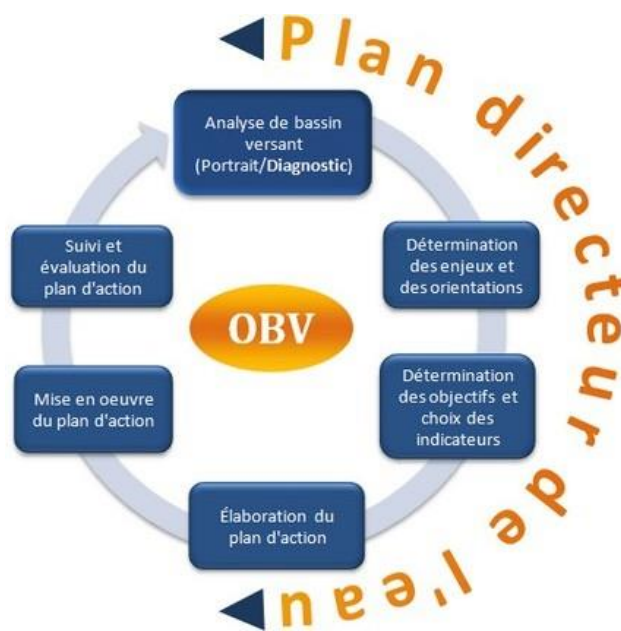 Plan directeur de l'eau
Analyse de bassin
versant
(Portrait/Diagnostic)
Détermination
des enjeux et
des orientations
Détermination
des objectifs et
choix des
indicateurs
Élaboration du
plan d'action
Mise en oeuvre
du plan d'action
Suivi et
évaluation du
plan d'action
OBV